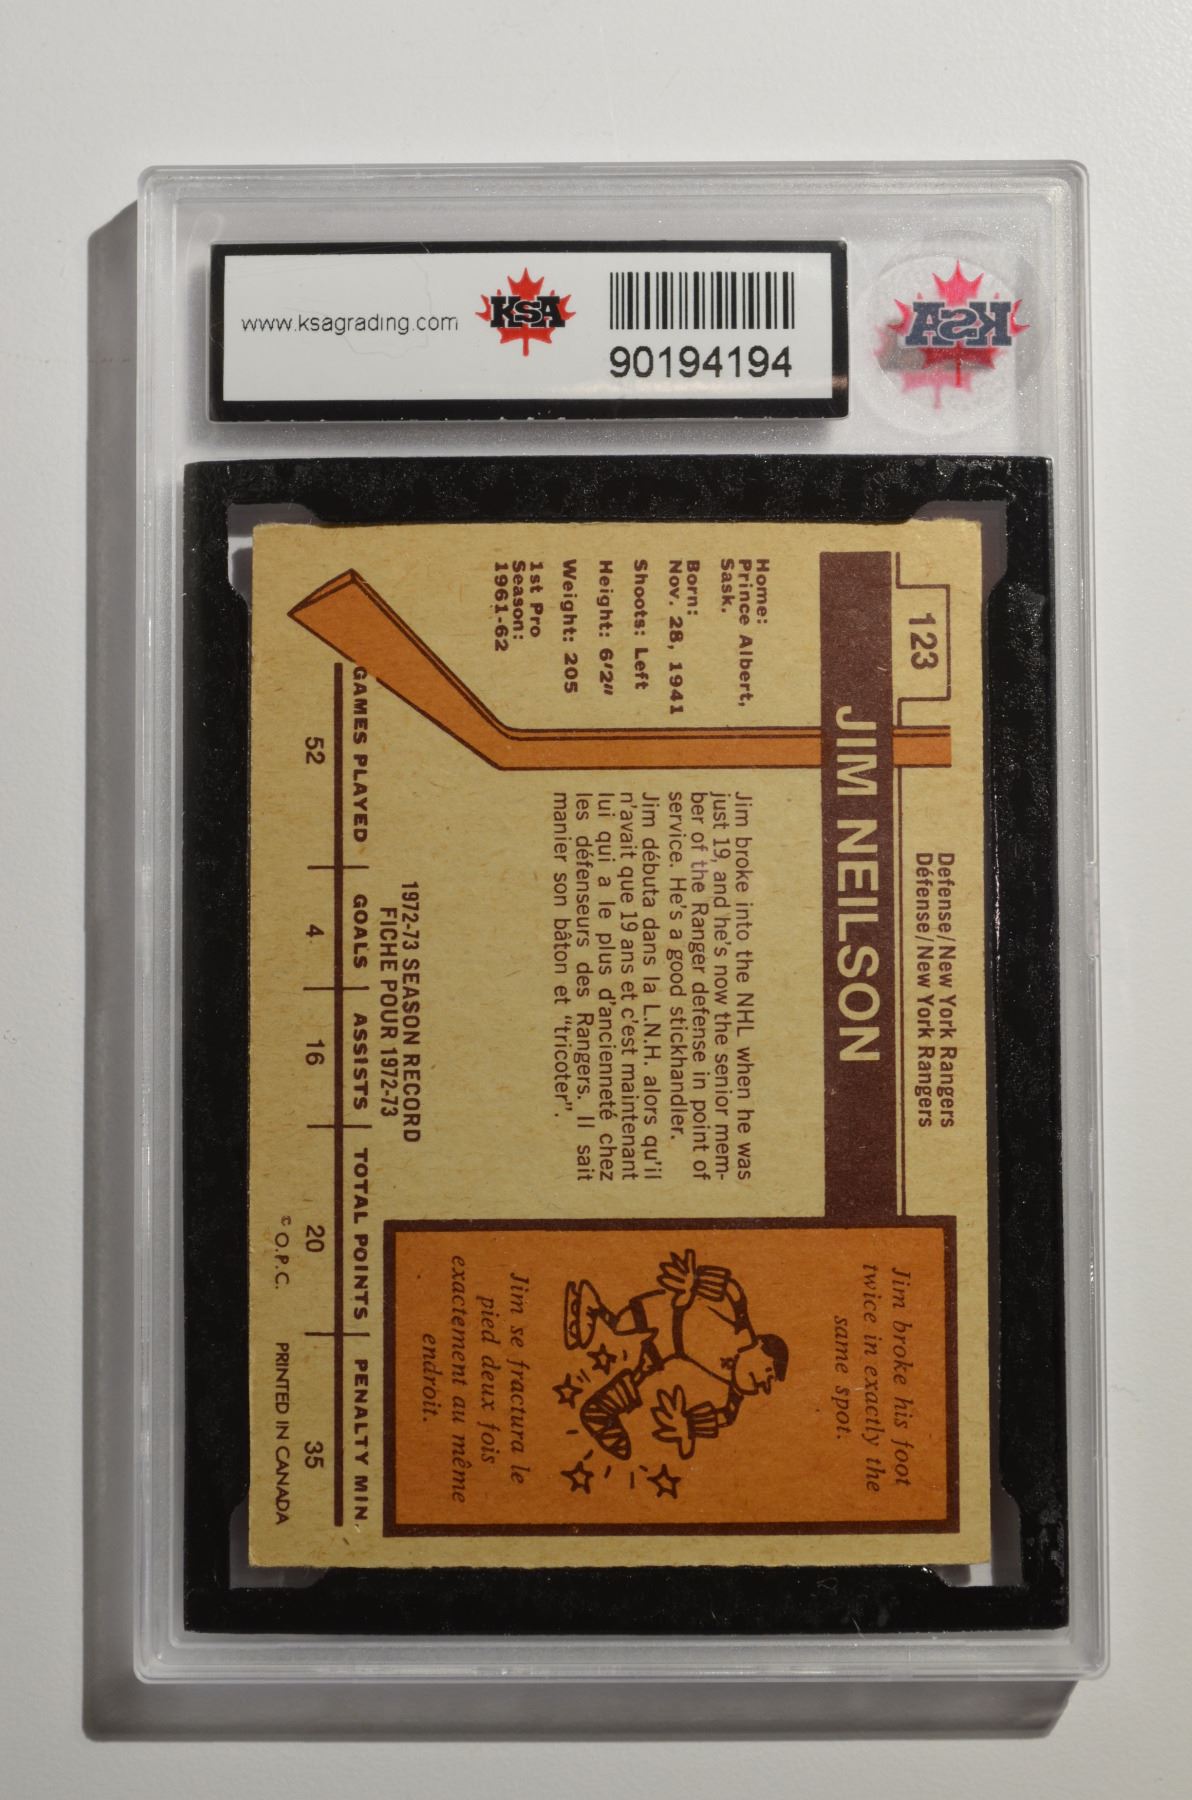 www.ksagrading.com
KSA
90194194
KSA
123
Defense/New York Rangers
Défense/New York Rangers
JIM NEILSON
Home:
Prince Albert,
Sask.
Born:
Nov. 28, 1941
Shoots: Left
Height: 6'2"
Weight: 205
1st Pro
Season:
1961-62
Jim broke into the NHL when he was
just 19, and he's now the senior mem-
ber of the Ranger defense in point of
service. He's a good stickhandler.
Jim débuta dans la L.N.H. alors qu'il
n'avait que 19 ans et c'est maintenant
lui qui a le plus d'ancienneté chez
les défenseurs des Rangers. Il sait
manier son bâton et "tricoter".
Jim broke his foot
twice in exactly the
same spot.
Jim se fractura le
pied deux fois
exactement au même
endroit.
1972-73 SEASON RECORD
FICHE POUR 1972-73
GAMES PLAYED GOALS ASSISTS TOTAL POINTS PENALTY MIN.
52 4 16 20 35
© O.P.C. PRINTED IN CANADA